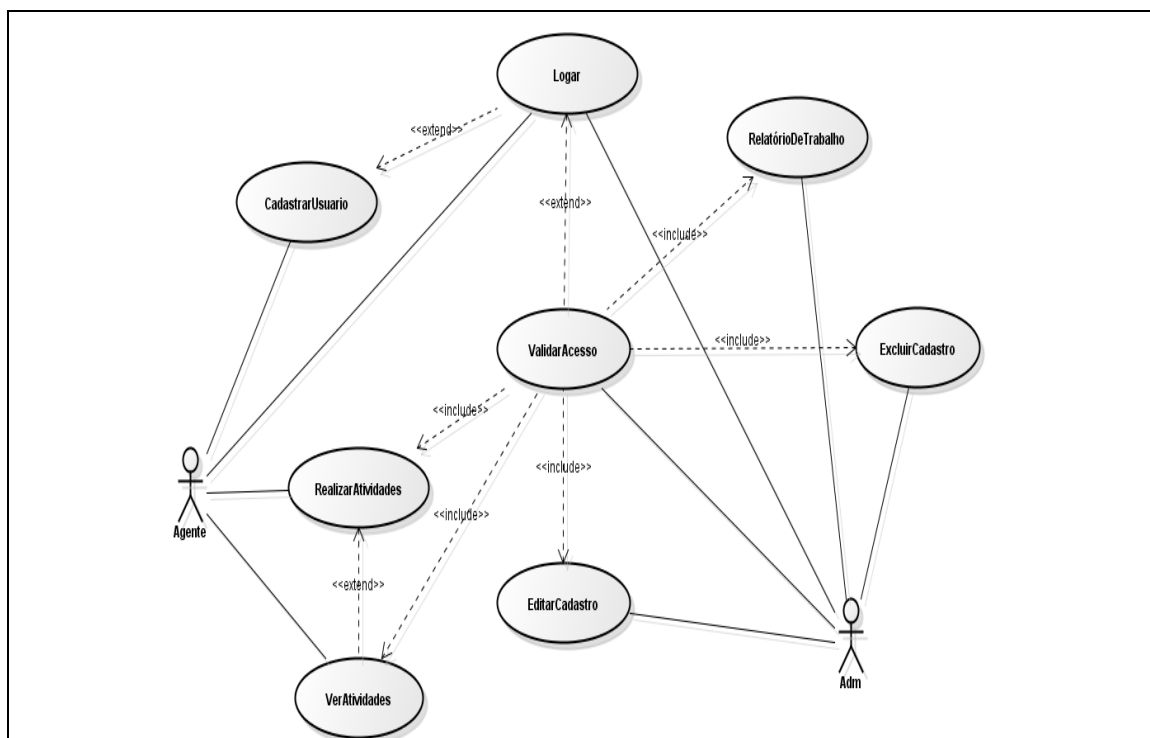 Logar
<<extend>>
RelatórioDeTrabalho
CadastrarUsuario
<<extend>>
<<include>>
ValidarAcesso
<<include>>
ExcluirCadastro
<<include>>
<<include>>
RealizarAtividades
<<include>>
Agente
<<extend>>
EditarCadastro
VerAtividades
Adm